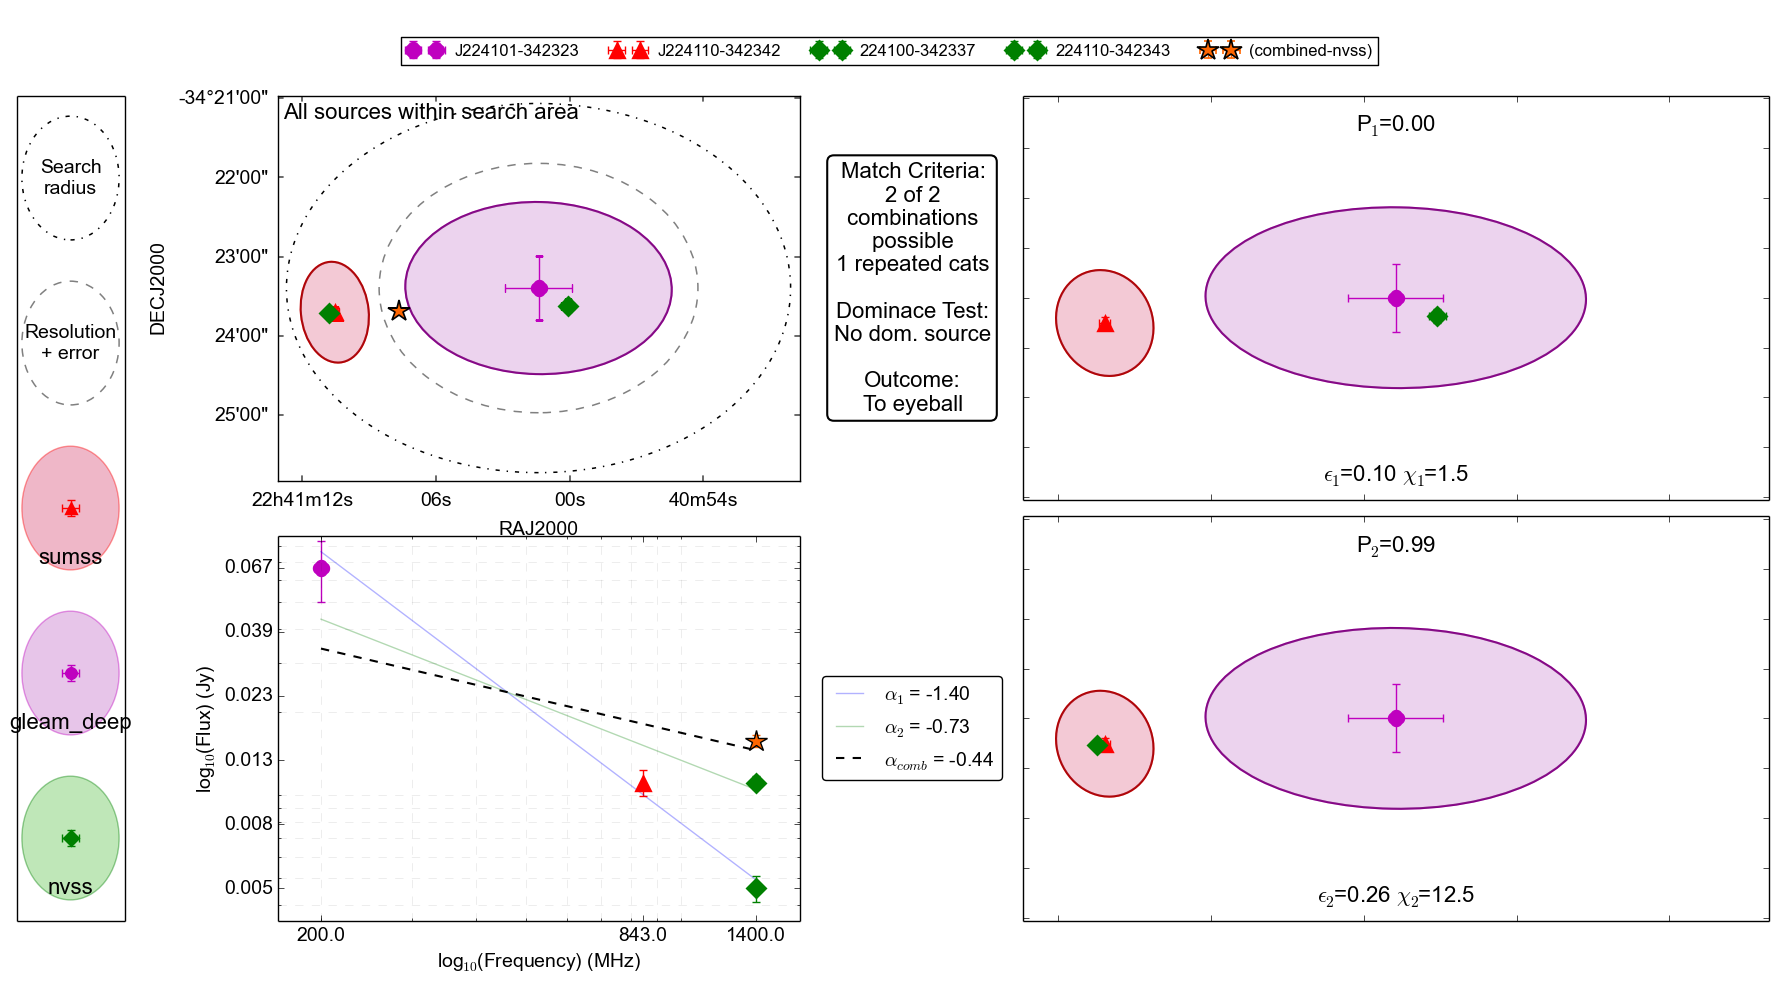 J224101-342323 J224110-342342 224100-342337 224110-342343 (combined-nvss)
Search
radius
Resolution
+ error
sumss
gleam_deep
nvss
All sources within search area
DECJ2000
-34°21'00"
22'00"
23'00"
24'00"
25'00"
22h41m12s 06s 00s 40m54s
RAJ2000
Match Criteria:
2 of 2
combinations
possible
1 repeated cats
Dominace Test:
No dom. source
Outcome:
To eyeball
P₁=0.00
ϵ₁=0.10 χ₁=1.5
log₁₀(Flux) (Jy)
0.067
0.039
0.023
0.013
0.008
0.005
200.0 843.0 1400.0
log₁₀(Frequency) (MHz)
α₁ = -1.40
α₂ = -0.73
α_comb = -0.44
P₂=0.99
ϵ₂=0.26 χ₂=12.5